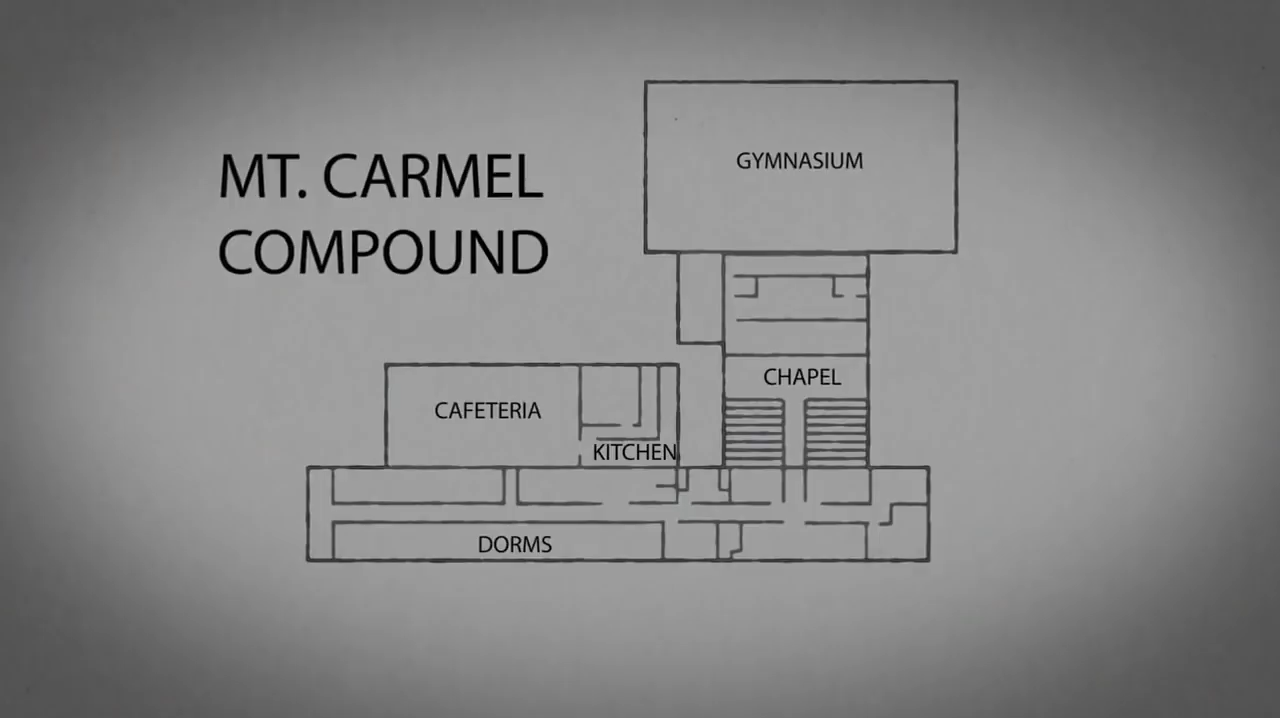 MT. CARMEL
COMPOUND
GYMNASIUM
CHAPEL
CAFETERIA
KITCHEN
DORMS